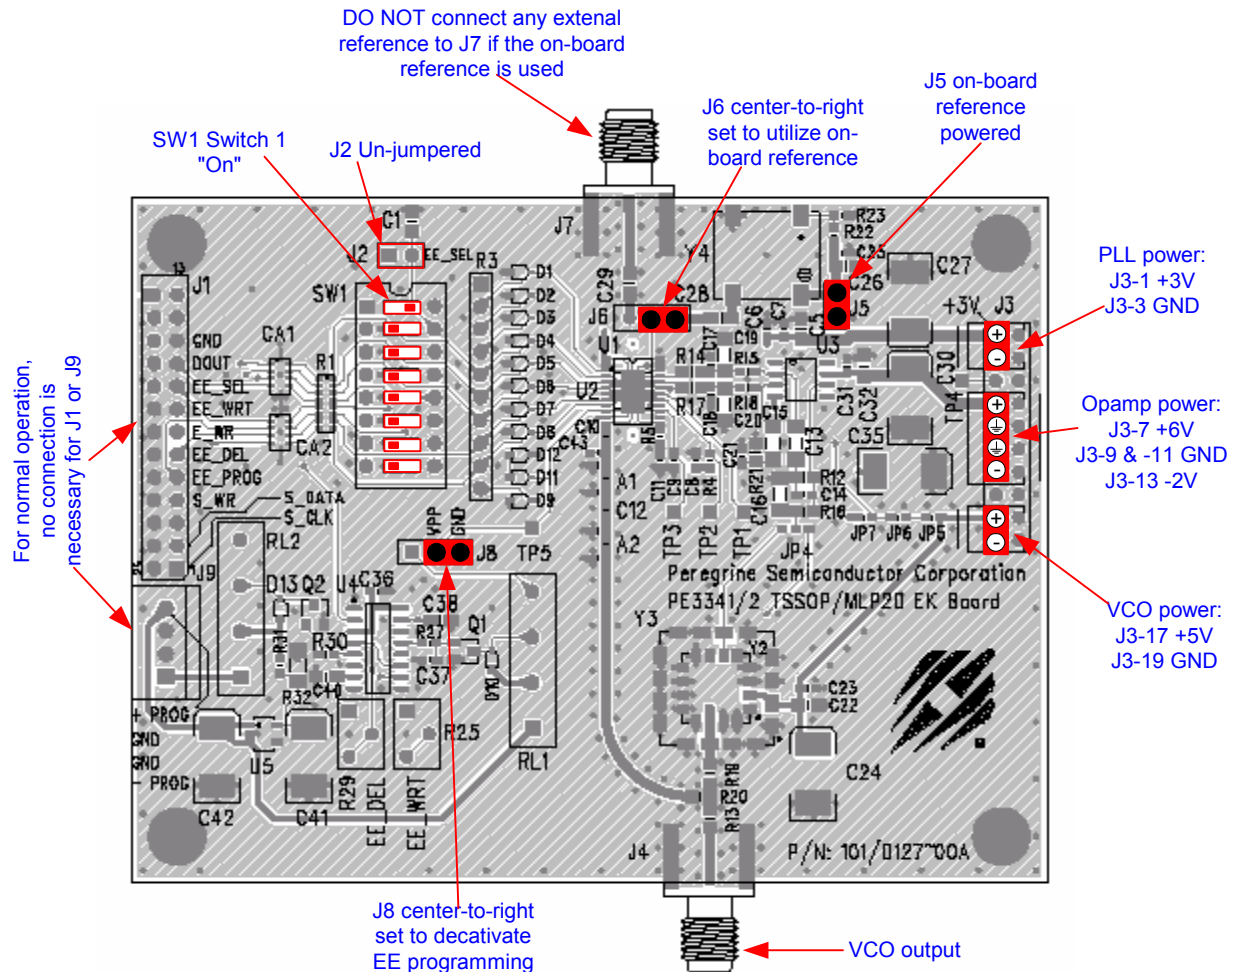 DO NOT connect any extenal
reference to J7 if the on-board
reference is used
J5 on-board
reference
powered
J6 center-to-right
set to utilize on-
board reference
SW1 Switch 1
"On"
J2 Un-jumpered
PLL power:
J3-1 +3V
J3-3 GND
Opamp power:
J3-7 +6V
J3-9 & -11 GND
J3-13 -2V
VCO power:
J3-17 +5V
J3-19 GND
For normal operation,
no connection is
necessary for J1 or J9
J8 center-to-right
set to decativate
EE programming
VCO output
C1
J2
EE_SEL
R3
SW1
J7
Y4
R23
R22
C25
C26
C27
J5
C29
J6
C28
C6
C7
C5
+3V
J3
13
J1
GND
DOUT
EE_SEL
EE_WRT
E_WR
EE_DEL
EE_PROG
S_WR
S_DATA
S_CLK
CA1
R1
CA2
D1
D2
D3
D4
D5
D6
D7
D8
D12
D11
D9
U1
U2
R14
C17
C19
R15
U3
R17
C18
R18
C20
C15
C13
C31
C32
C30
TP4
C35
C10
C43
R5
C21
R21
R12
C14
R16
C16
C11
C9
C8
R4
A1
C12
A2
TP3
TP2
TP1
JP4
JP7
JP6
JP5
25
J9
RL2
VPP
GND
J8
TP5
Peregrine Semiconductor Corporation
PE3341/2 TSSOP/MLP20 EK Board
D13
Q2
U4
C36
C38
R27
Q1
R31
R30
C37
C40
R32
D10
Y3
Y2
C23
C22
+ PROG
GND
GND
- PROG
U5
R29
R25
RL1
C42
C41
EE_DEL
EE_WRT
R19
R20
R13
C24
J4
P/N: 101/0127~00A